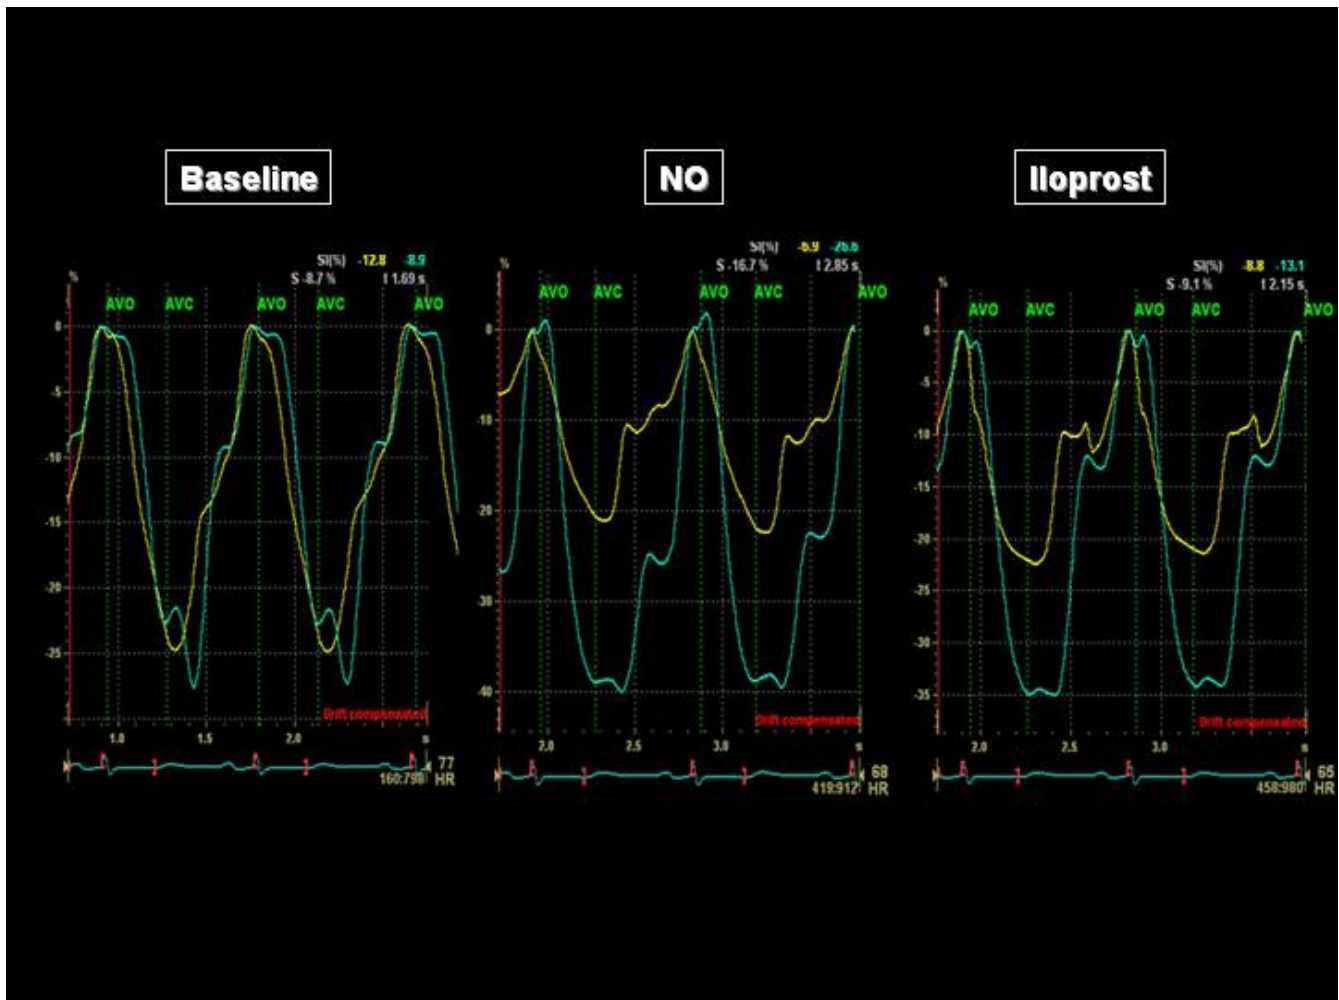 Baseline
NO
Iloprost
SI(%) -12.8 -8.9
S -8.7 % t 1.69 s
%
AVO AVC AVO AVC AVO
0
-5
-10
-15
-20
-25
Drift compensated
1.0 1.5 2.0 s
77
HR
160:798
SI(%) -6.9 -26.6
S -16.7 % t 2.85 s
%
AVO AVC AVO AVC AVO
0
-10
-20
-30
-40
Drift compensated
2.0 2.5 3.0 s
68
HR
419:917
SI(%) -8.8 -13.1
S -9.1 % t 2.15 s
%
AVO AVC AVO AVC AVO
0
-5
-10
-15
-20
-25
-30
-35
Drift compensated
2.0 2.5 3.0 s
65
HR
458:980